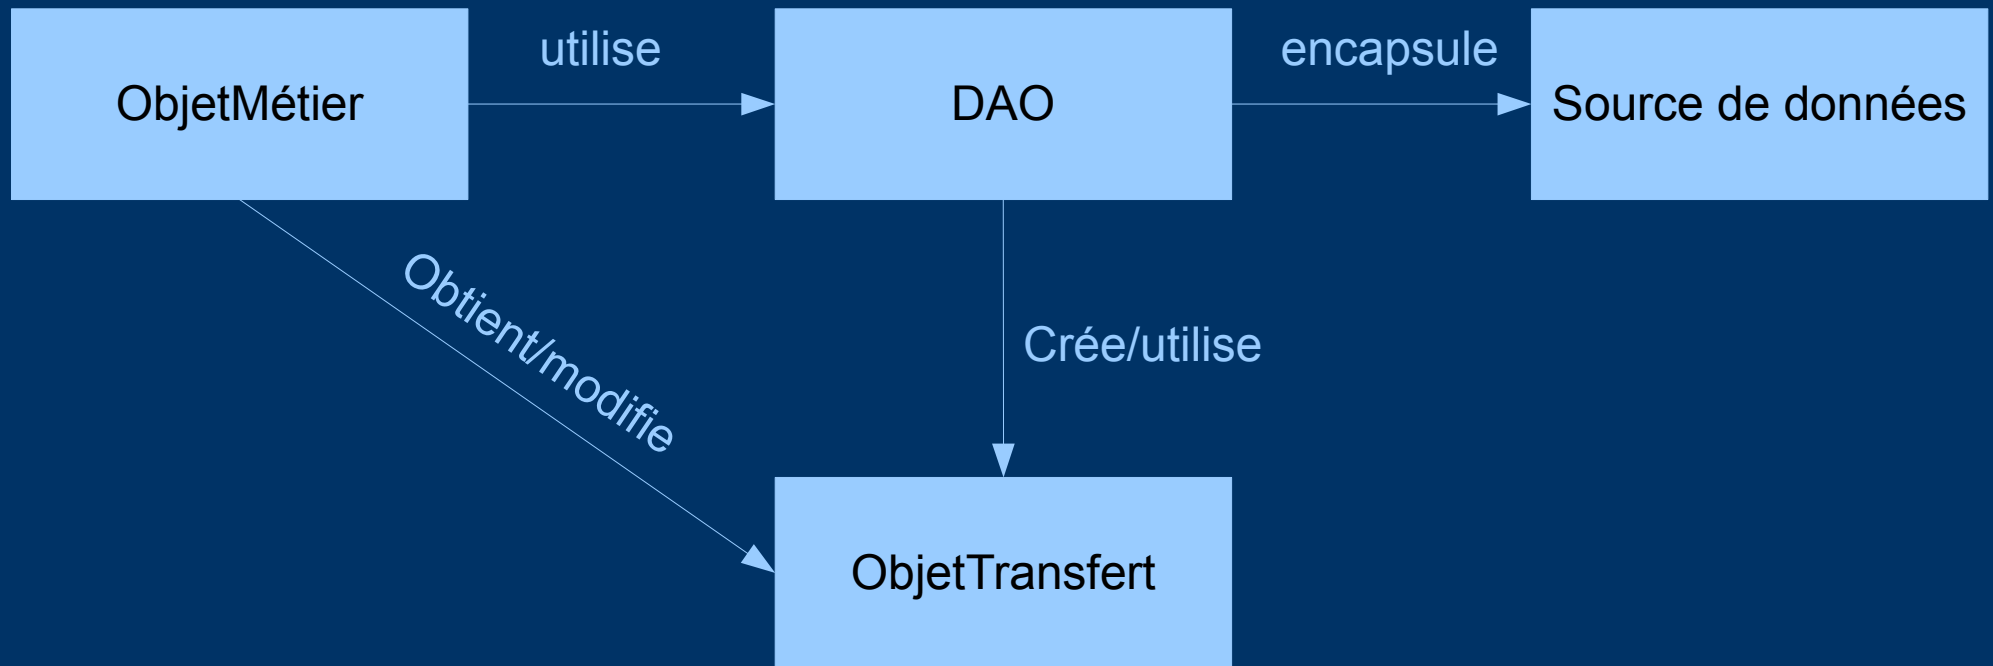 utilise
encapsule
ObjetMétier
DAO
Source de données
Obtient/modifie
Crée/utilise
ObjetTransfert